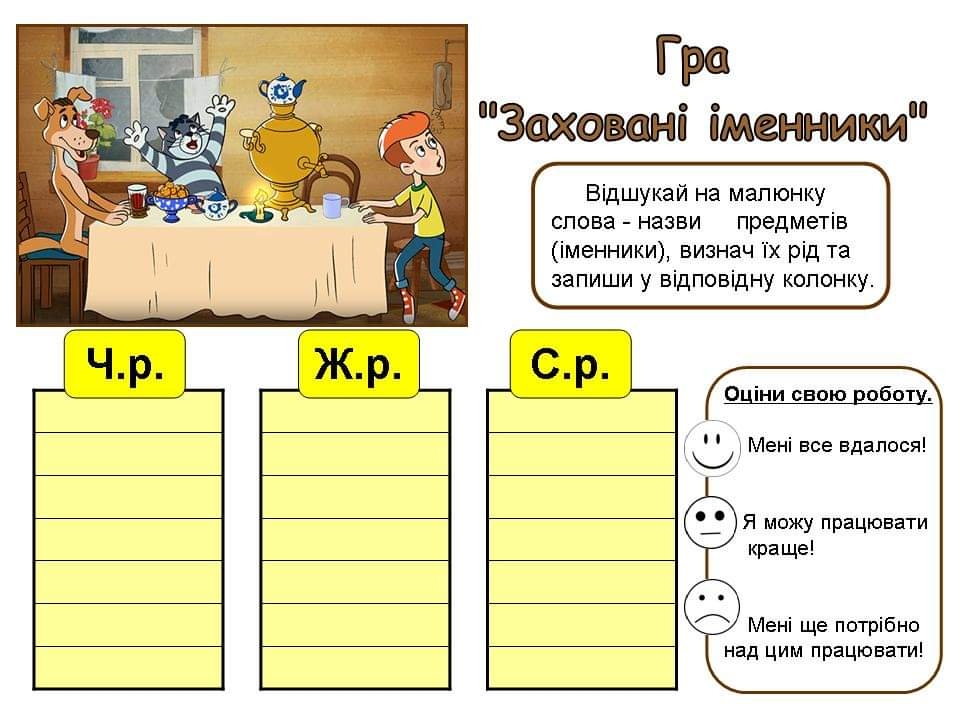 Гра
"Заховані іменники"
Відшукай на малюнку
слова - назви предметів
(іменники), визнач їх рід та
запиши у відповідну колонку.
Ч.р.
Ж.р.
С.р.
Оціни свою роботу.
Мені все вдалося!
Я можу працювати
краще!
Мені ще потрібно
над цим працювати!